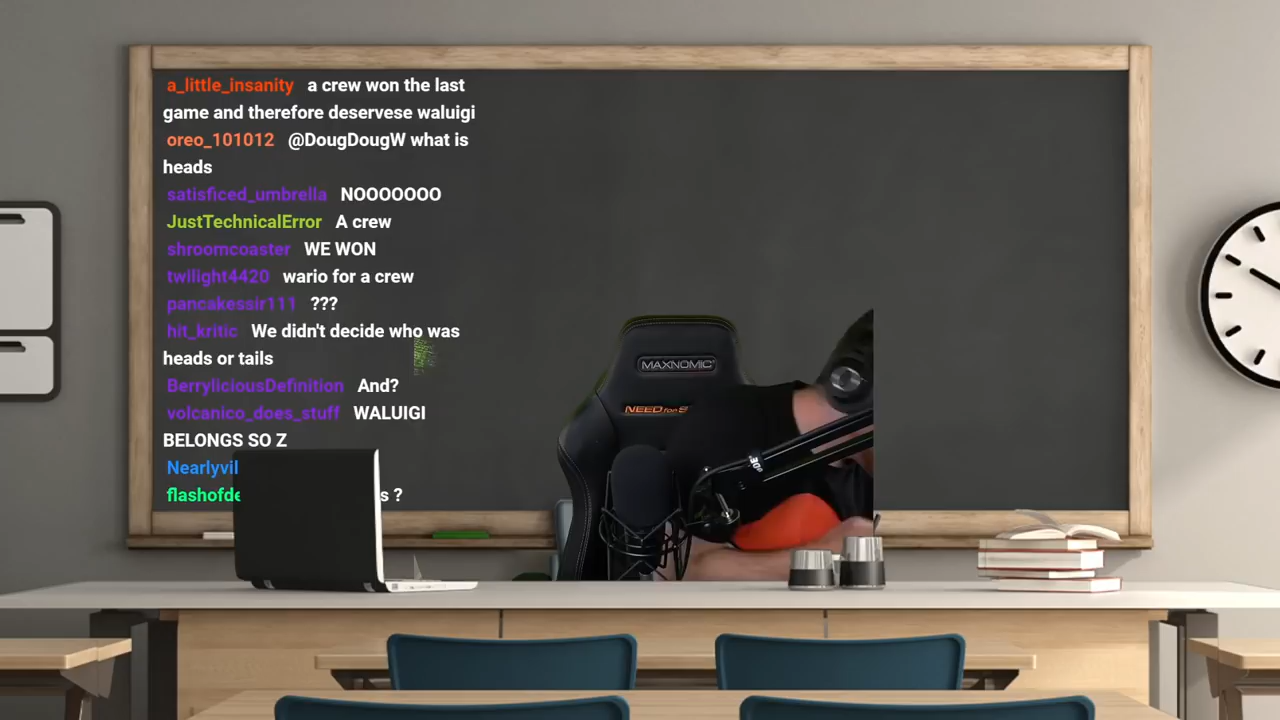 a_little_insanity a crew won the last
game and therefore deservese waluigi
oreo_101012 @DougDougW what is
heads
satisficed_umbrella NOOOOOOO
JustTechnicalError A crew
shroomcoaster WE WON
twilight4420 wario for a crew
pancakessir111 ???
hit_kritic We didn't decide who was
heads or tails
BerryliciousDefinition And?
volcanico_does_stuff WALUIGI
BELONGS SO Z
Nearlyvil
flashofde s ?
MAXNOMIC
NEED for S